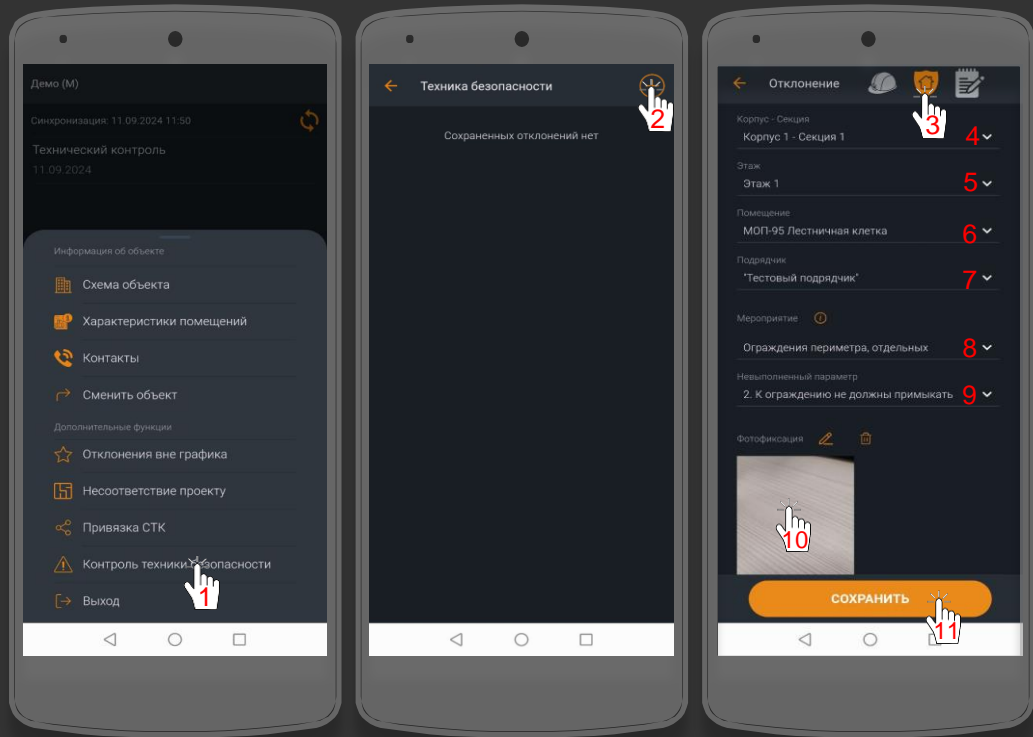 Демо (М)
Синхронизация: 11.09.2024 11:50
Технический контроль
11.09.2024
Информация об объекте
Схема объекта
Характеристики помещений
Контакты
Сменить объект
Дополнительные функции
Отклонения вне графика
Несоответствие проекту
Привязка СТК
Контроль техники безопасности
1
Выход
Техника безопасности
2
Сохраненных отклонений нет
Отклонение
3
Корпус - Секция
Корпус 1 - Секция 1 4
Этаж
Этаж 1 5
Помещение
МОП-95 Лестничная клетка 6
Подрядчик
"Тестовый подрядчик" 7
Мероприятие
Ограждения периметра, отдельных 8
Невыполненный параметр
2. К ограждению не должны примыкать 9
Фотофиксация
10
СОХРАНИТЬ
11